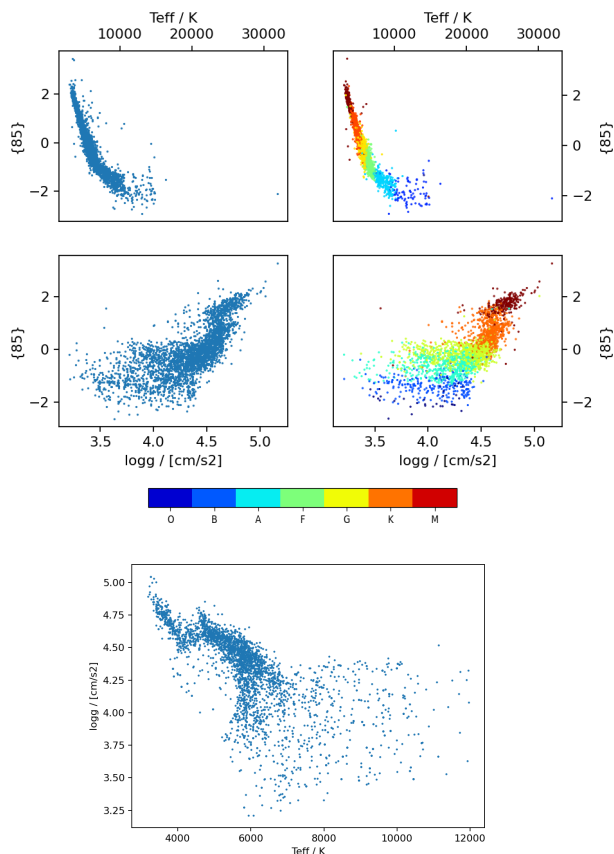 Teff / K Teff / K
10000 20000 30000 10000 20000 30000
2 2
0 0
−2 −2
{85} {85}
2 2
0 0
−2 −2
{85} {85}
3.5 4.0 4.5 5.0 3.5 4.0 4.5 5.0
logg / [cm/s2] logg / [cm/s2]
O B A F G K M
5.00
4.75
4.50
4.25
4.00
3.75
3.50
3.25
logg / [cm/s2]
4000 6000 8000 10000 12000
Teff / K